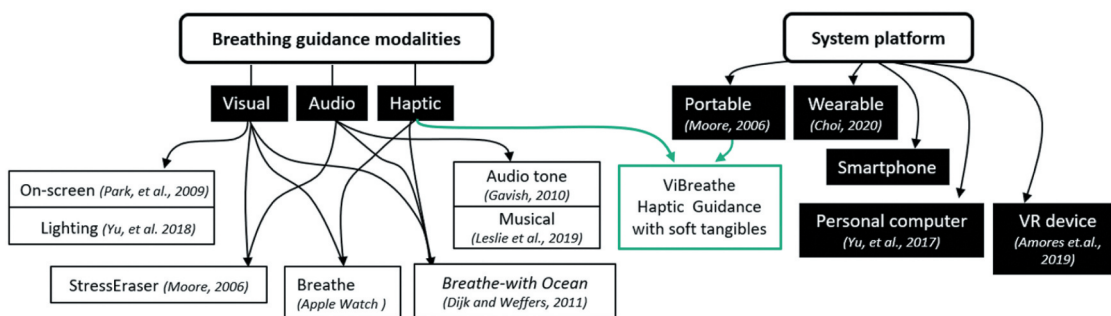 Breathing guidance modalities
System platform
Visual
Audio
Haptic
Portable
(Moore, 2006)
Wearable
(Choi, 2020)
Smartphone
On-screen (Park, et al., 2009)
Lighting (Yu, et al. 2018)
Audio tone
(Gavish, 2010)
Musical
(Leslie et al., 2019)
ViBreathe
Haptic Guidance
with soft tangibles
Personal computer
(Yu, et al., 2017)
VR device
(Amores et.al.,
2019)
StressEraser (Moore, 2006)
Breathe
(Apple Watch )
Breathe-with Ocean
(Dijk and Weffers, 2011)